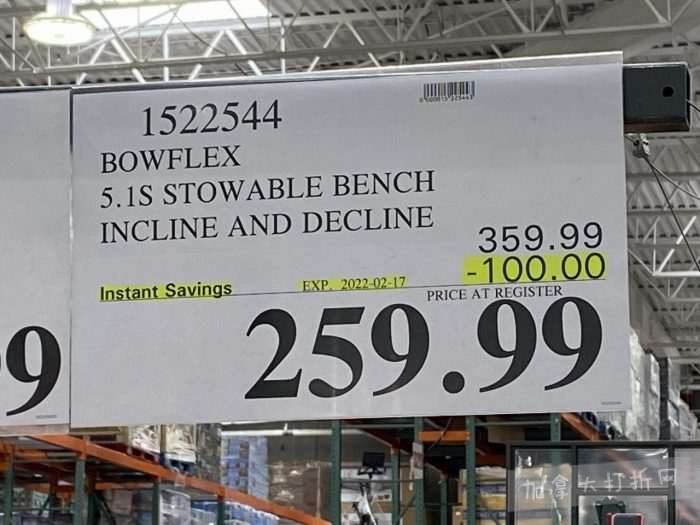 1522544
BOWFLEX
5.1S STOWABLE BENCH
INCLINE AND DECLINE
359.99
-100.00
Instant Savings EXP. 2022-02-17
PRICE AT REGISTER
259.99
9
加拿大打折网